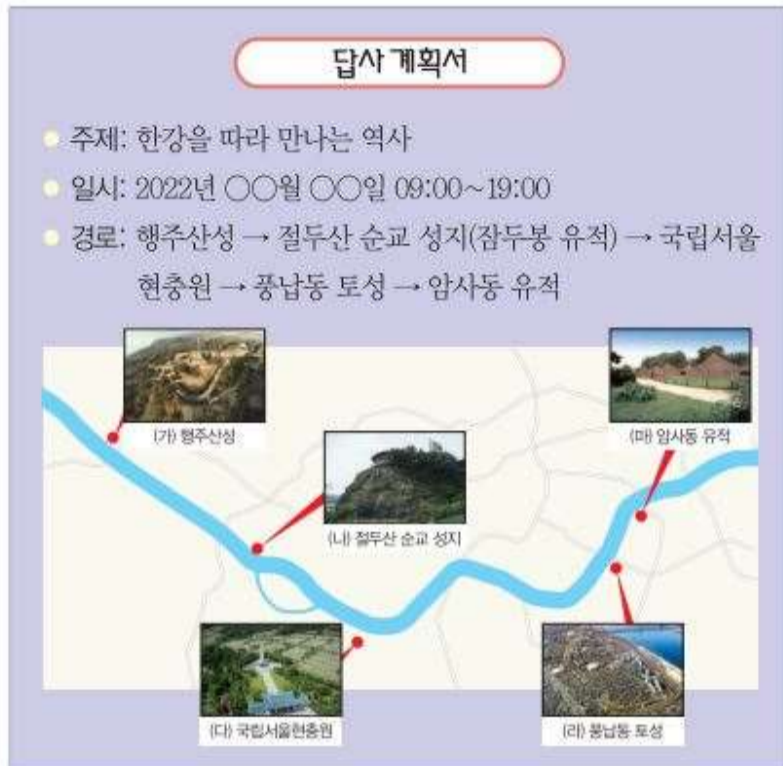 답사 계획서
주제: 한강을 따라 만나는 역사
일시: 2022년 ○○월 ○○일 09:00~19:00
경로: 행주산성 → 절두산 순교 성지(잠두봉 유적) → 국립서울
현충원 → 풍납동 토성 → 암사동 유적
(가) 행주산성
(마) 암사동 유적
(나) 절두산 순교 성지
(다) 국립서울현충원
(라) 풍납동 토성